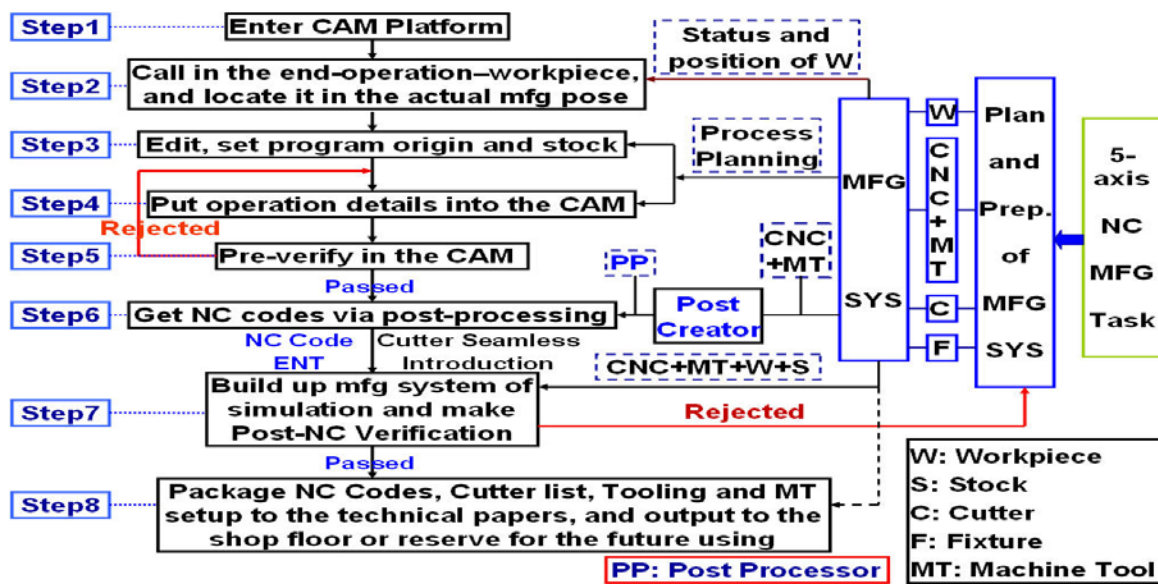 Step1
Enter CAM Platform
Step2
Call in the end-operation–workpiece,
and locate it in the actual mfg pose
Status and
position of W
Step3
Edit, set program origin and stock
Process
Planning
Step4
Put operation details into the CAM
Rejected
Step5
Pre-verify in the CAM
Passed
PP
CNC
+MT
Step6
Get NC codes via post-processing
Post
Creator
NC Code
ENT
Cutter Seamless
Introduction
CNC+MT+W+S
Step7
Build up mfg system of
simulation and make
Post-NC Verification
Rejected
Passed
Step8
Package NC Codes, Cutter list, Tooling and MT
setup to the technical papers, and output to the
shop floor or reserve for the future using
MFG
SYS
W
CNC+MT
C
F
Plan
and
Prep.
of
MFG
SYS
5-
axis
NC
MFG
Task
W: Workpiece
S: Stock
C: Cutter
F: Fixture
MT: Machine Tool
PP: Post Processor